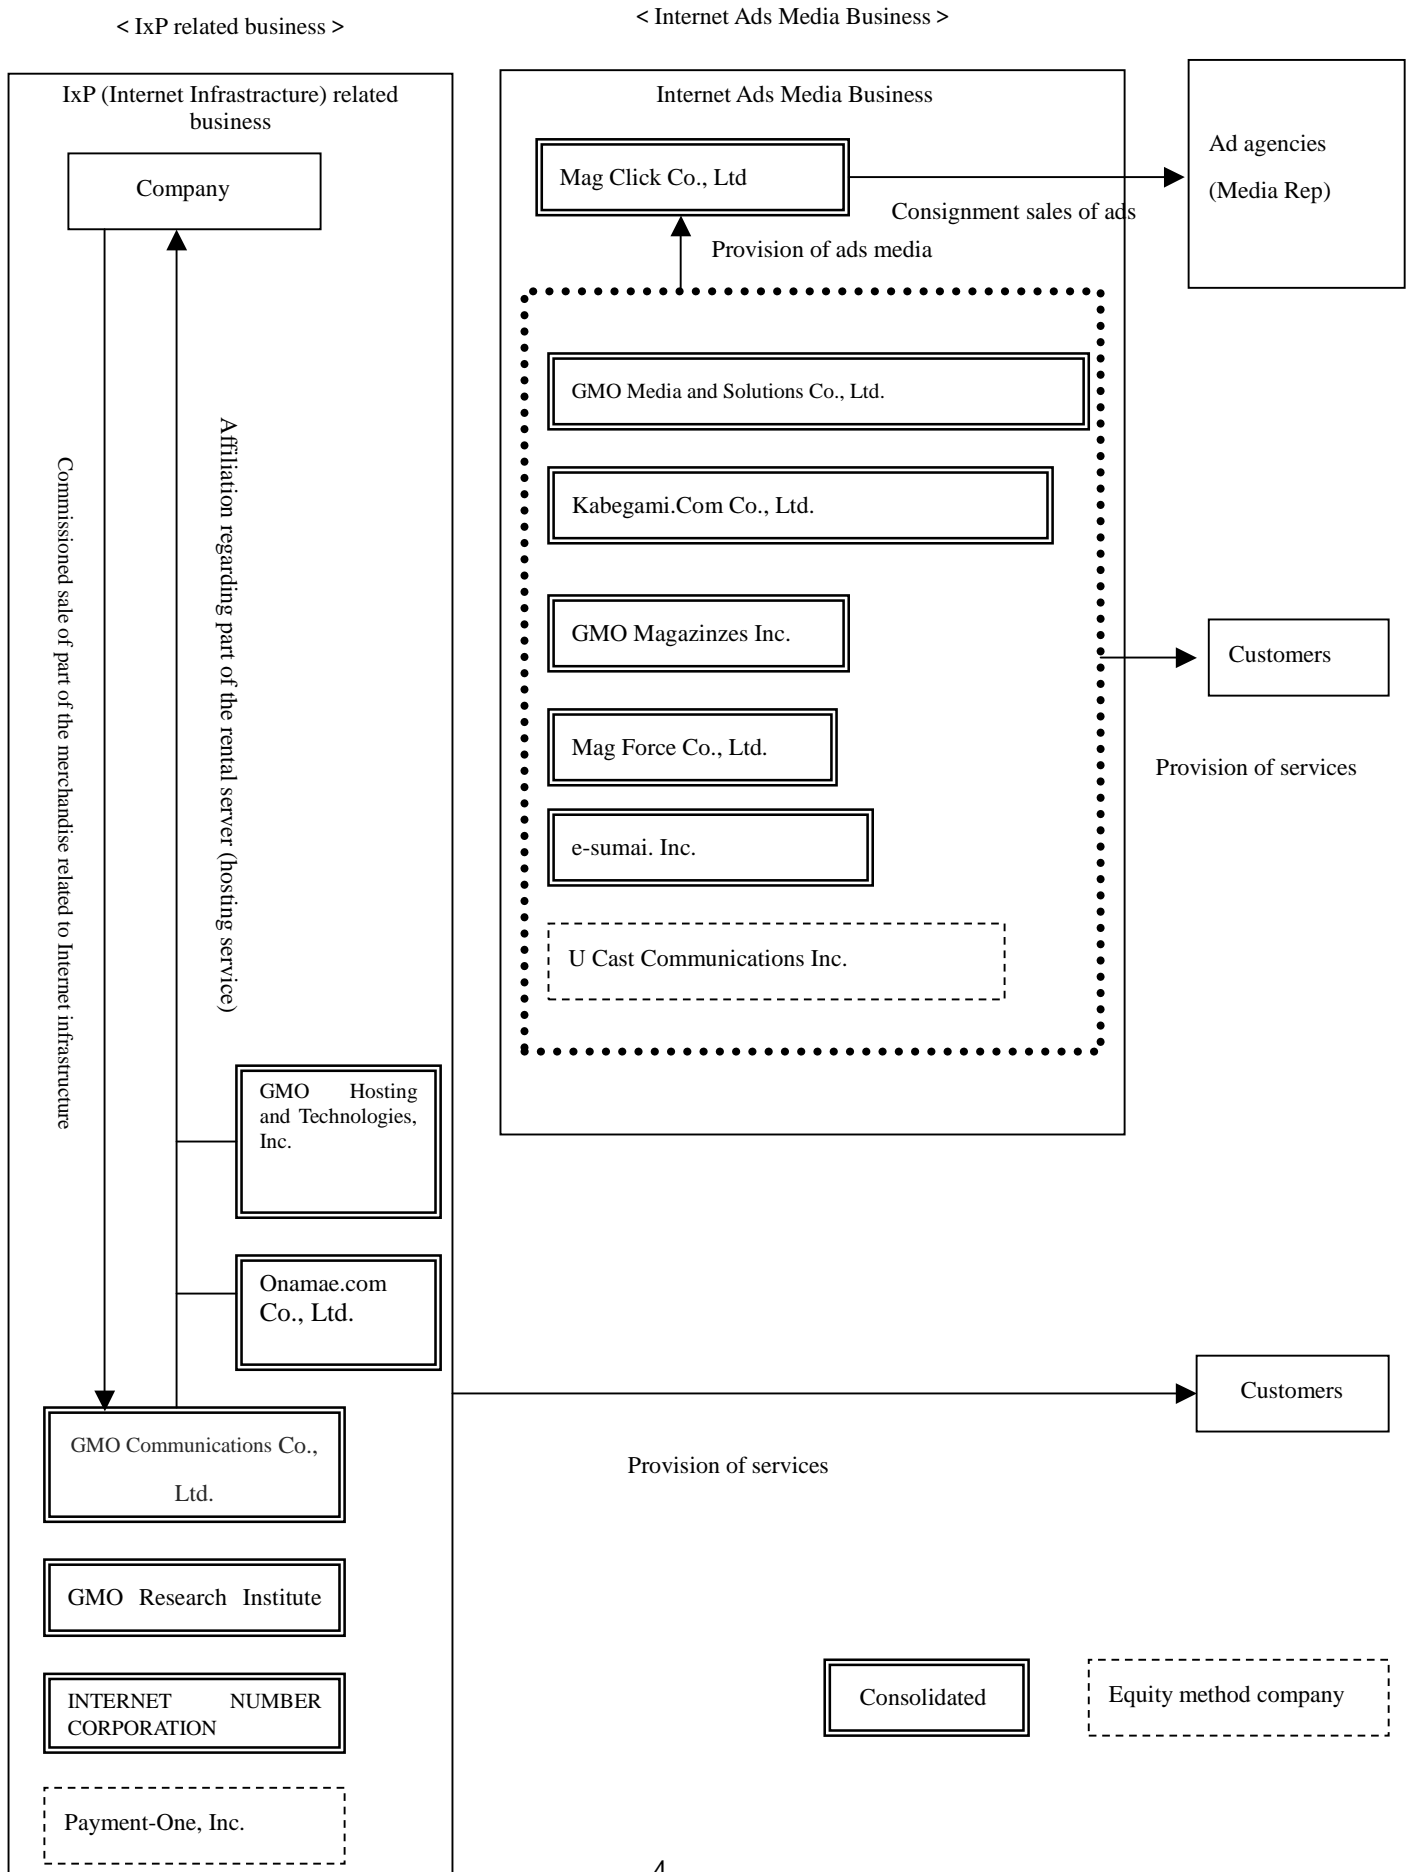 < IxP related business >
< Internet Ads Media Business >
IxP (Internet Infrastracture) related
business
Company
Commissioned sale of part of the merchandise related to Internet infrastructure
Affiliation regarding part of the rental server (hosting service)
GMO Hosting
and Technologies,
Inc.
Onamae.com
Co., Ltd.
GMO Communications Co.,
Ltd.
GMO Research Institute
INTERNET NUMBER
CORPORATION
Payment-One, Inc.
Internet Ads Media Business
Mag Click Co., Ltd
Consignment sales of ads
Ad agencies
(Media Rep)
Provision of ads media
GMO Media and Solutions Co., Ltd.
Kabegami.Com Co., Ltd.
GMO Magazinzes Inc.
Mag Force Co., Ltd.
e-sumai. Inc.
U Cast Communications Inc.
Customers
Provision of services
Customers
Provision of services
Consolidated
Equity method company
4